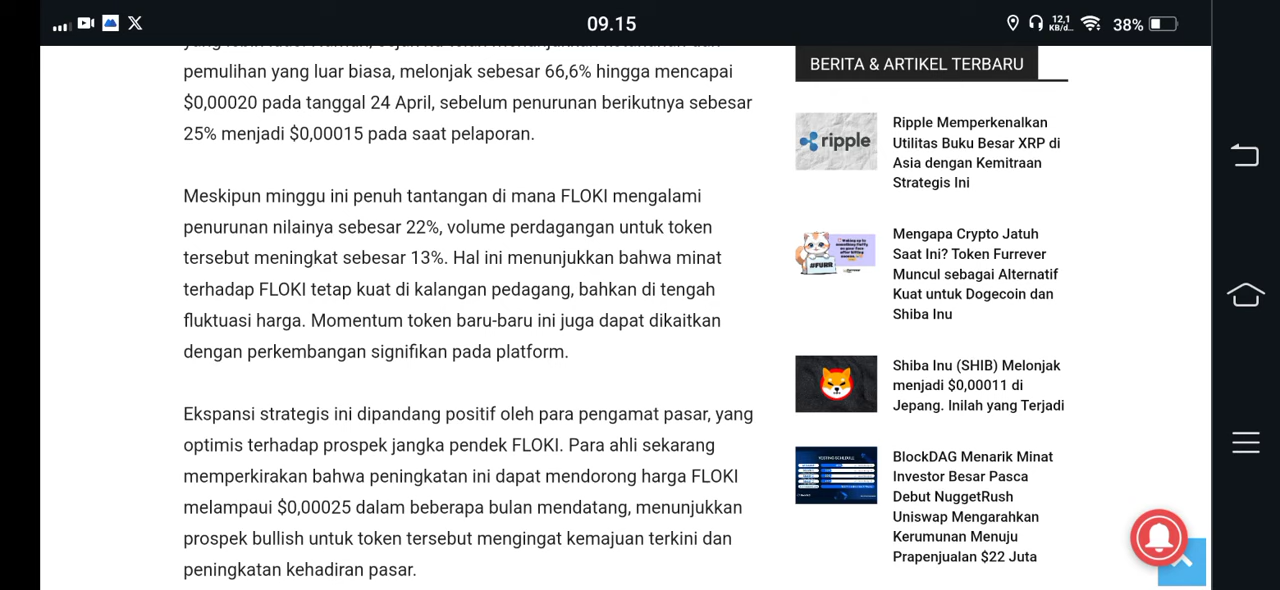 09.15
12,1
KB/d...
38%
pemulihan yang luar biasa, melonjak sebesar 66,6% hingga mencapai
$0,00020 pada tanggal 24 April, sebelum penurunan berikutnya sebesar
25% menjadi $0,00015 pada saat pelaporan.
Meskipun minggu ini penuh tantangan di mana FLOKI mengalami
penurunan nilainya sebesar 22%, volume perdagangan untuk token
tersebut meningkat sebesar 13%. Hal ini menunjukkan bahwa minat
terhadap FLOKI tetap kuat di kalangan pedagang, bahkan di tengah
fluktuasi harga. Momentum token baru-baru ini juga dapat dikaitkan
dengan perkembangan signifikan pada platform.
Ekspansi strategis ini dipandang positif oleh para pengamat pasar, yang
optimis terhadap prospek jangka pendek FLOKI. Para ahli sekarang
memperkirakan bahwa peningkatan ini dapat mendorong harga FLOKI
melampaui $0,00025 dalam beberapa bulan mendatang, menunjukkan
prospek bullish untuk token tersebut mengingat kemajuan terkini dan
peningkatan kehadiran pasar.
BERITA & ARTIKEL TERBARU
ripple
Ripple Memperkenalkan
Utilitas Buku Besar XRP di
Asia dengan Kemitraan
Strategis Ini
#FURR
Mengapa Crypto Jatuh
Saat Ini? Token Furrever
Muncul sebagai Alternatif
Kuat untuk Dogecoin dan
Shiba Inu
Shiba Inu (SHIB) Melonjak
menjadi $0,00011 di
Jepang. Inilah yang Terjadi
BlockDAG Menarik Minat
Investor Besar Pasca
Debut NuggetRush
Uniswap Mengarahkan
Kerumunan Menuju
Prapenjualan $22 Juta